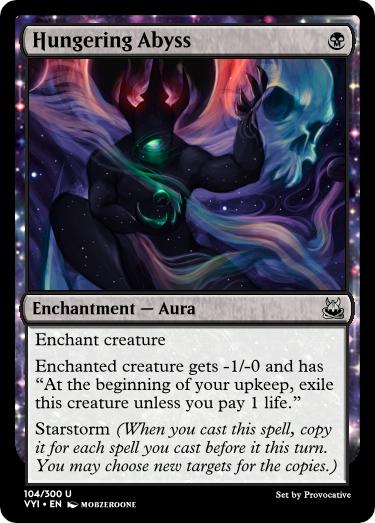 Hungering Abyss
Enchantment — Aura
Enchant creature
Enchanted creature gets -1/-0 and has
“At the beginning of your upkeep, exile
this creature unless you pay 1 life.”
Starstorm (When you cast this spell, copy
it for each spell you cast before it this turn.
You may choose new targets for the copies.)
104/300 U
VYI • EN MOBZEROONE
Set by Provocative